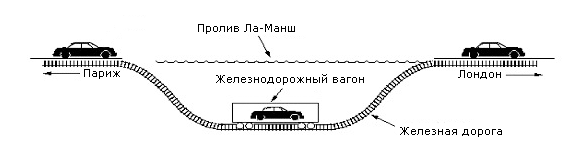 Пролив Ла-Манш
Париж
Железнодорожный вагон
Лондон
Железная дорога